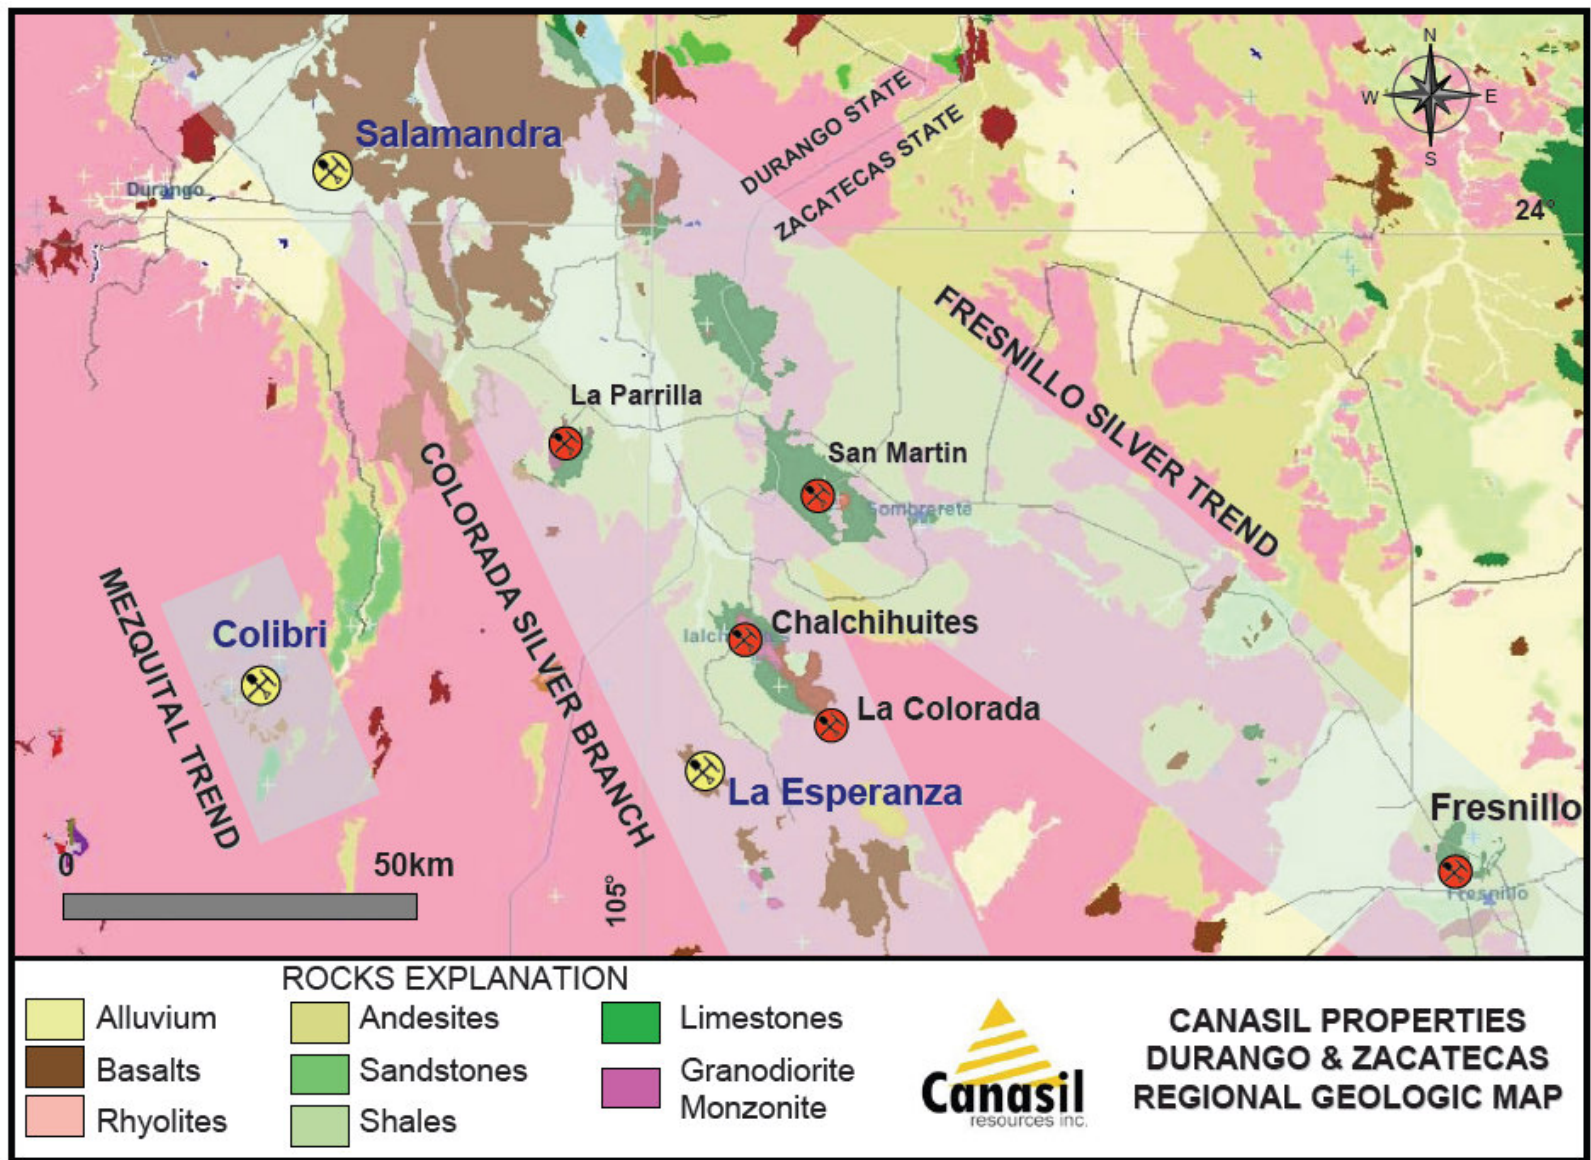 N
W
E
S
DURANGO STATE
ZACATECAS STATE
24°
Salamandra
Durango
La Parrilla
San Martin
Sombrerete
FRESNILLO SILVER TREND
COLORADA SILVER BRANCH
MEZQUITAL TREND
Colibri
Chalchihuites
La Colorada
La Esperanza
Fresnillo
Fresnillo
0
50km
105°
ROCKS EXPLANATION
Alluvium
Basalts
Rhyolites
Andesites
Sandstones
Shales
Limestones
Granodiorite
Monzonite
Canasil
resources inc.
CANASIL PROPERTIES
DURANGO & ZACATECAS
REGIONAL GEOLOGIC MAP